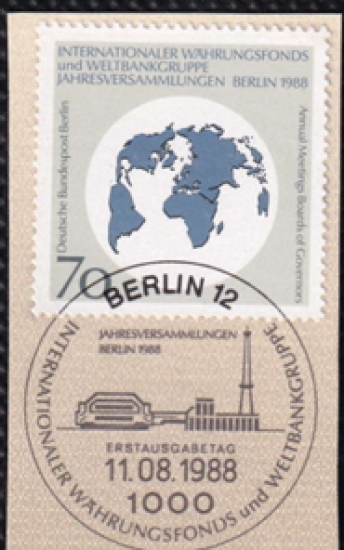 INTERNATIONALER WÄHRUNGSFONDS
und WELTBANKGRUPPE
JAHRESVERSAMMLUNGEN BERLIN 1988
Deutsche Bundespost Berlin
Annual Meetings Boards of Governors
70
BERLIN 12
JAHRESVERSAMMLUNGEN
BERLIN 1988
ERSTAUSGABETAG
11.08.1988
1000
INTERNATIONALER WÄHRUNGSFONDS und WELTBANKGRUPPE